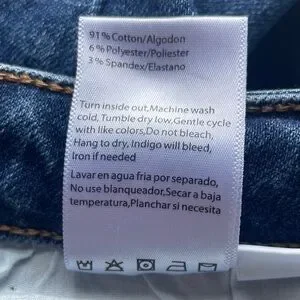 91% Cotton/Algodon
6% Polyester/Poliester
3% Spandex/Elastano
Turn inside out,Machine wash
cold, Tumble dry low,Gentle cycle
with like colors,Do not bleach,
Hang to dry, Indigo will bleed,
Iron if needed
Lavar en agua fria por separado,
No use blanqueador,Secar a baja
temperatura,Planchar si necesita